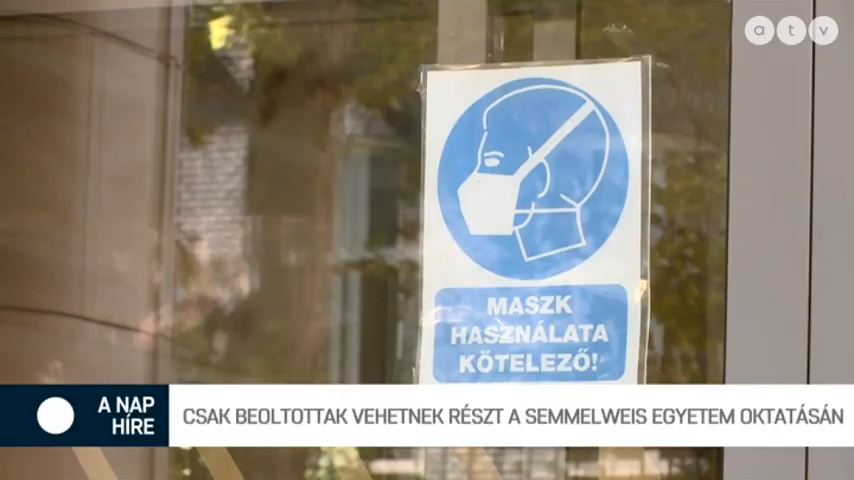 atv
MASZK
HASZNÁLATA
KÖTELEZŐ!
A NAP
HÍRE
CSAK BEOLTOTTAK VEHETNEK RÉSZT A SEMMELWEIS EGYETEM OKTATÁSÁN